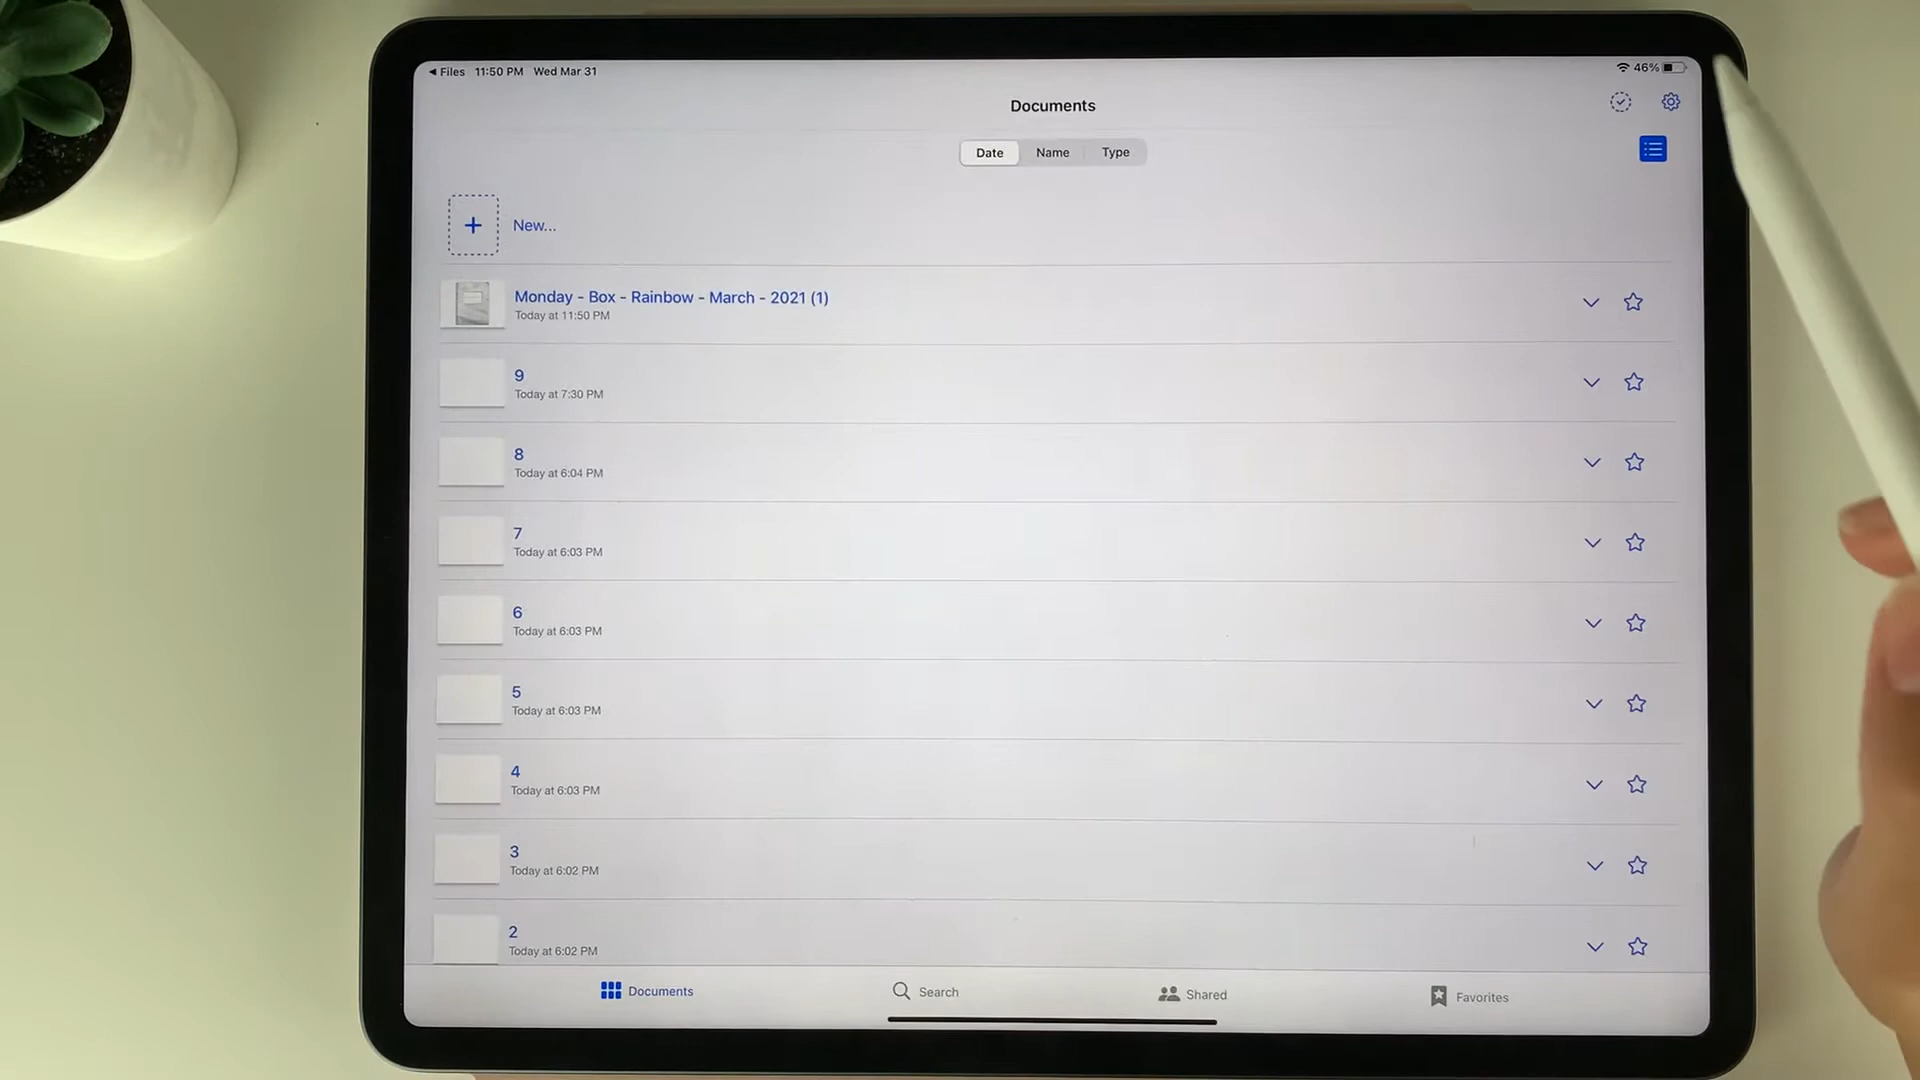 ◀ Files 11:50 PM Wed Mar 31
46%
Documents
Date Name Type
New...
Monday - Box - Rainbow - March - 2021 (1)
Today at 11:50 PM
9
Today at 7:30 PM
8
Today at 6:04 PM
7
Today at 6:03 PM
6
Today at 6:03 PM
5
Today at 6:03 PM
4
Today at 6:03 PM
3
Today at 6:02 PM
2
Today at 6:02 PM
Documents Search Shared Favorites